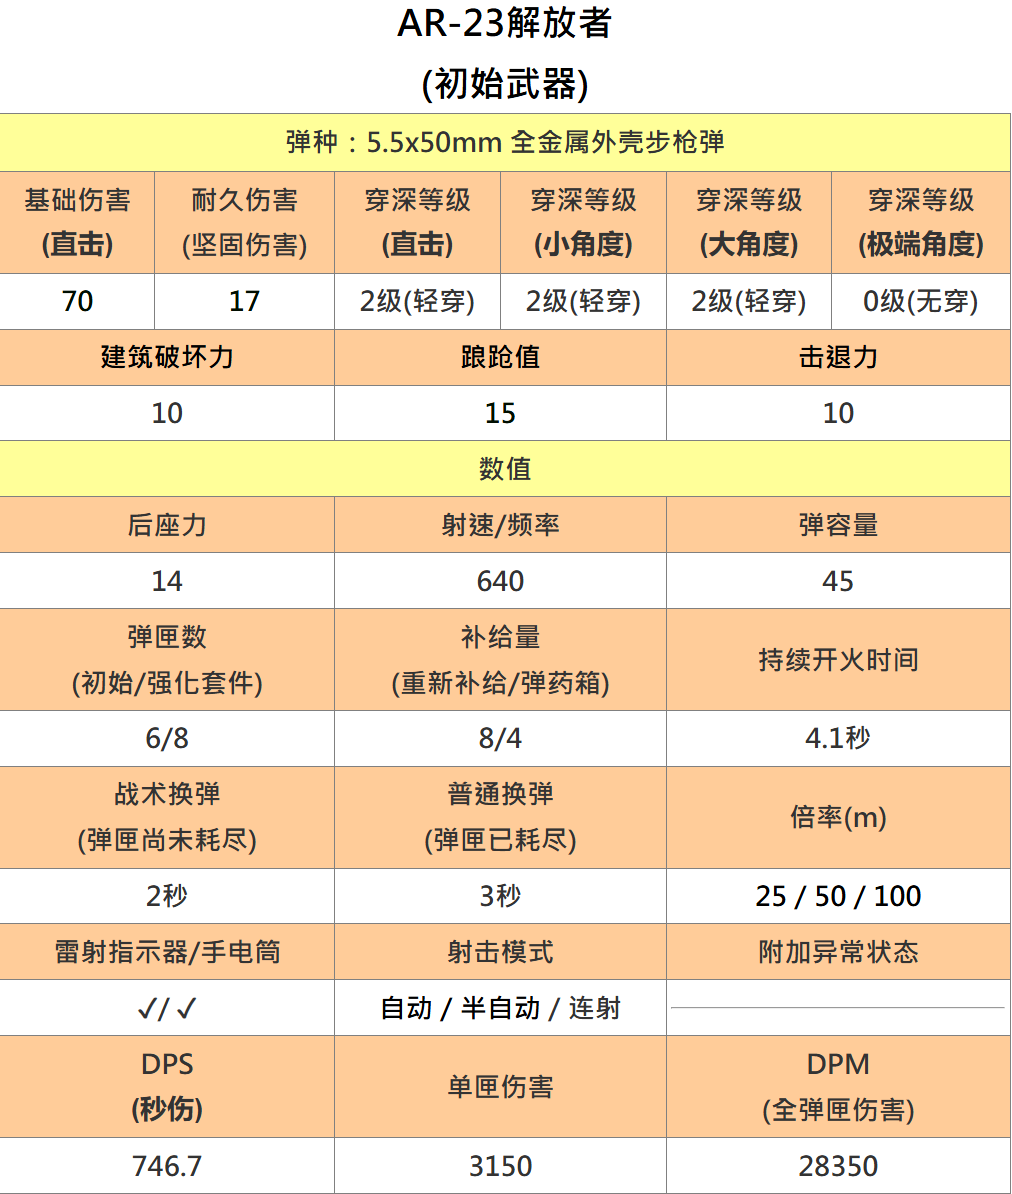 AR-23解放者
(初始武器)
弹种：5.5x50mm 全金属外壳步枪弹
基础伤害 耐久伤害 穿深等级 穿深等级 穿深等级 穿深等级
(直击) (坚固伤害) (直击) (小角度) (大角度) (极端角度)
70 17 2级(轻穿) 2级(轻穿) 2级(轻穿) 0级(无穿)
建筑破坏力 踉跄值 击退力
10 15 10
数值
后座力 射速/频率 弹容量
14 640 45
弹匣数 补给量 持续开火时间
(初始/强化套件) (重新补给/弹药箱)
6/8 8/4 4.1秒
战术换弹 普通换弹 倍率(m)
(弹匣尚未耗尽) (弹匣已耗尽)
2秒 3秒 25 / 50 / 100
雷射指示器/手电筒 射击模式 附加异常状态
✓/ ✓ 自动 / 半自动 / 连射
DPS 单匣伤害 DPM
(秒伤) (全弹匣伤害)
746.7 3150 28350